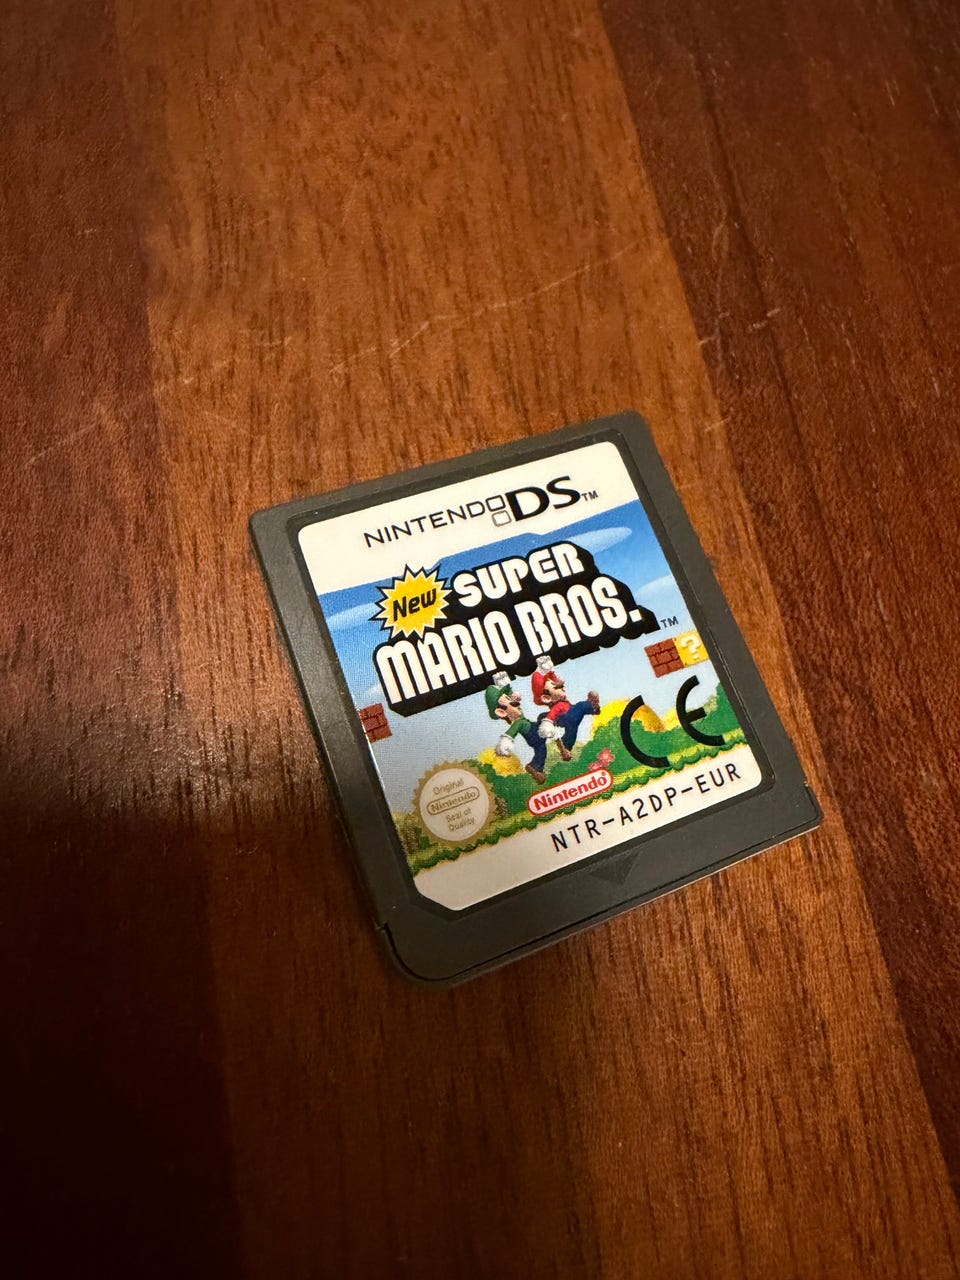 NINTENDO DS™
New
SUPER
MARIO BROS.™
?
CE
Original
Nintendo
Seal of
Quality
Nintendo®
NTR-A2DP-EUR